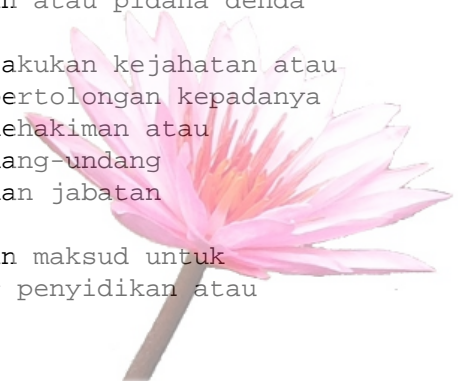 atau pidana denda
akukan kejahatan atau
ertolongan kepadanya
ehakiman atau
ang-undang
an jabatan
n maksud untuk
penyidikan atau